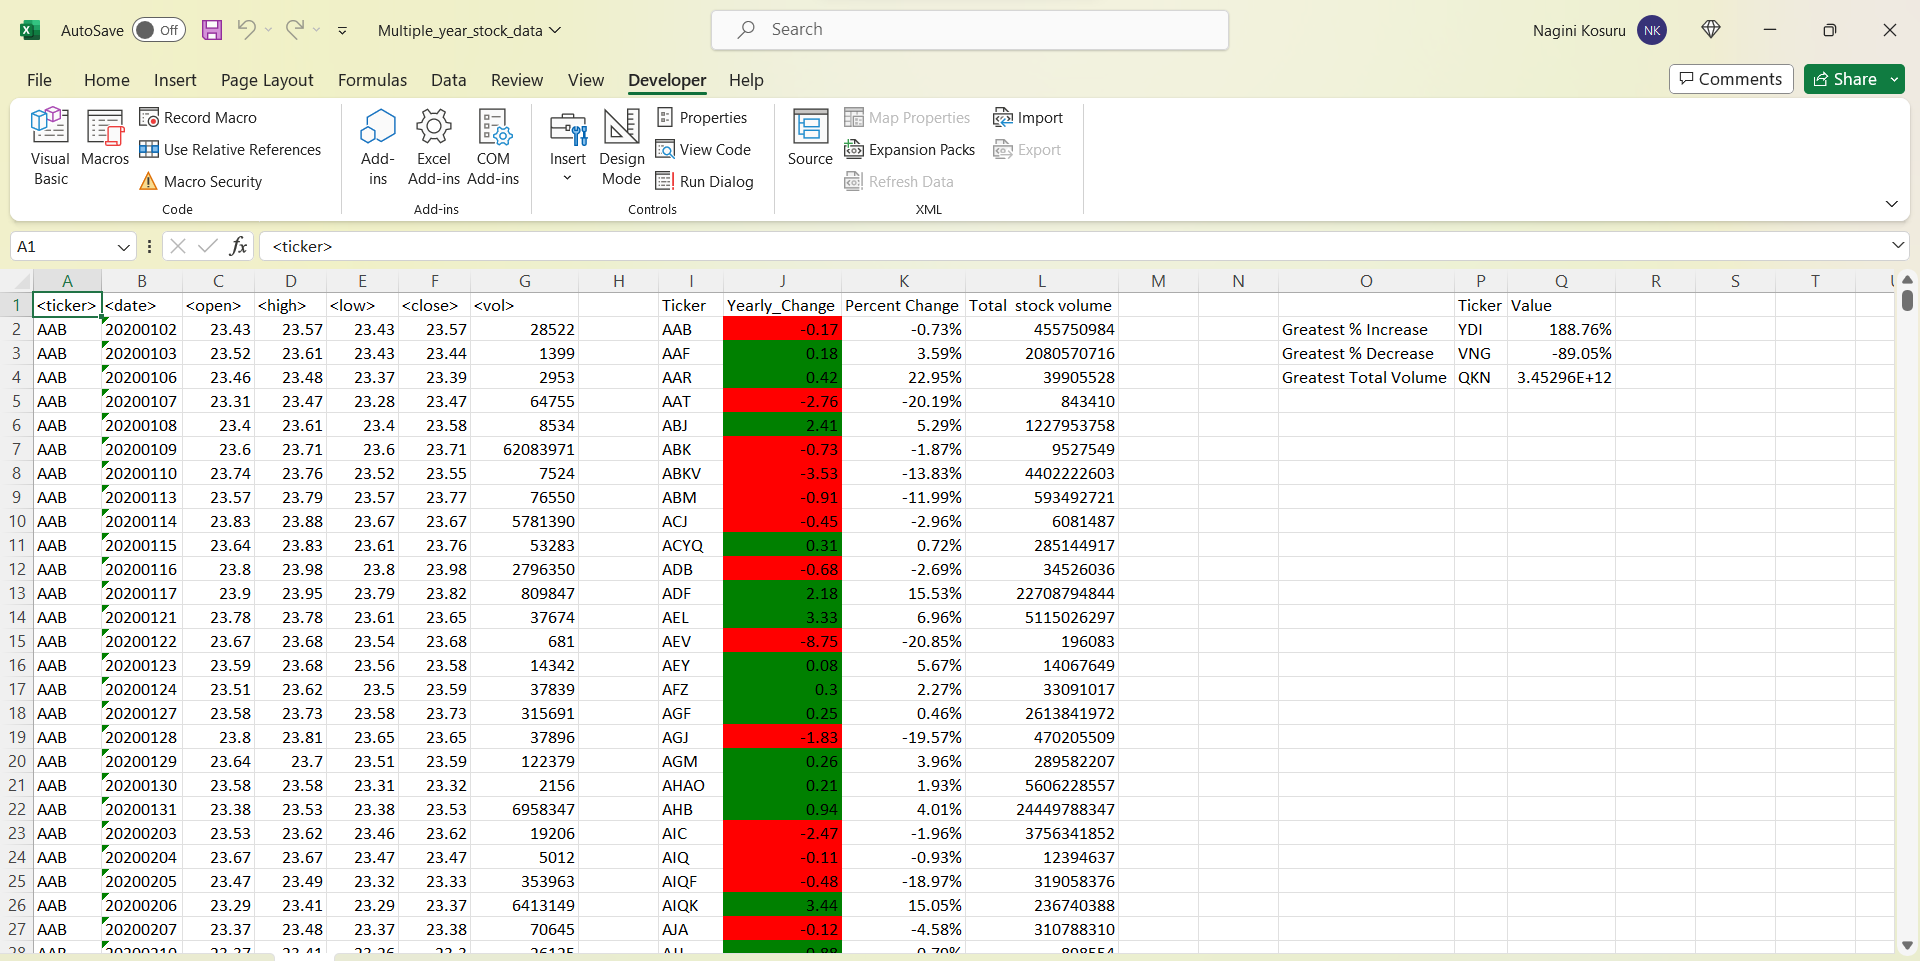 AutoSave Off Multiple_year_stock_data Search Nagini Kosuru NK
File Home Insert Page Layout Formulas Data Review View Developer Help Comments Share
Visual Basic
Macros
Record Macro
Use Relative References
Macro Security
Code
Add-ins
Excel Add-ins
COM Add-ins
Add-ins
Insert
Design Mode
Properties
View Code
Run Dialog
Controls
Source
Map Properties
Expansion Packs
Refresh Data
Import
Export
XML
A1 fx <ticker>
A B C D E F G H I J K L M N O P Q R S T
1 <ticker> <date> <open> <high> <low> <close> <vol> Ticker Yearly_Change Percent Change Total stock volume Ticker Value
2 AAB 20200102 23.43 23.57 23.43 23.57 28522 AAB -0.17 -0.73% 455750984 Greatest % Increase YDI 188.76%
3 AAB 20200103 23.52 23.61 23.43 23.44 1399 AAF 0.18 3.59% 2080570716 Greatest % Decrease VNG -89.05%
4 AAB 20200106 23.46 23.48 23.37 23.39 2953 AAR 0.42 22.95% 39905528 Greatest Total Volume QKN 3.45296E+12
5 AAB 20200107 23.31 23.47 23.28 23.47 64755 AAT -2.76 -20.19% 843410
6 AAB 20200108 23.4 23.61 23.4 23.58 8534 ABJ 2.41 5.29% 1227953758
7 AAB 20200109 23.6 23.71 23.6 23.71 62083971 ABK -0.73 -1.87% 9527549
8 AAB 20200110 23.74 23.76 23.52 23.55 7524 ABKV -3.53 -13.83% 4402222603
9 AAB 20200113 23.57 23.79 23.57 23.77 76550 ABM -0.91 -11.99% 593492721
10 AAB 20200114 23.83 23.88 23.67 23.67 5781390 ACJ -0.45 -2.96% 6081487
11 AAB 20200115 23.64 23.83 23.61 23.76 53283 ACYQ 0.31 0.72% 285144917
12 AAB 20200116 23.8 23.98 23.8 23.98 2796350 ADB -0.68 -2.69% 34526036
13 AAB 20200117 23.9 23.95 23.79 23.82 809847 ADF 2.18 15.53% 22708794844
14 AAB 20200121 23.78 23.78 23.61 23.65 37674 AEL 3.33 6.96% 5115026297
15 AAB 20200122 23.67 23.68 23.54 23.68 681 AEV -8.75 -20.85% 196083
16 AAB 20200123 23.59 23.68 23.56 23.58 14342 AEY 0.08 5.67% 14067649
17 AAB 20200124 23.51 23.62 23.5 23.59 37839 AFZ 0.3 2.27% 33091017
18 AAB 20200127 23.58 23.73 23.58 23.73 315691 AGF 0.25 0.46% 2613841972
19 AAB 20200128 23.8 23.81 23.65 23.65 37896 AGJ -1.83 -19.57% 470205509
20 AAB 20200129 23.64 23.7 23.51 23.59 122379 AGM 0.26 3.96% 289582207
21 AAB 20200130 23.58 23.58 23.31 23.32 2156 AHAO 0.21 1.93% 5606228557
22 AAB 20200131 23.38 23.53 23.38 23.53 6958347 AHB 0.94 4.01% 24449788347
23 AAB 20200203 23.53 23.62 23.46 23.62 19206 AIC -2.47 -1.96% 3756341852
24 AAB 20200204 23.67 23.67 23.47 23.47 5012 AIQ -0.11 -0.93% 12394637
25 AAB 20200205 23.47 23.49 23.32 23.33 353963 AIQF -0.48 -18.97% 319058376
26 AAB 20200206 23.29 23.41 23.29 23.37 6413149 AIQK 3.44 15.05% 236740388
27 AAB 20200207 23.37 23.48 23.37 23.38 70645 AJA -0.12 -4.58% 310788310